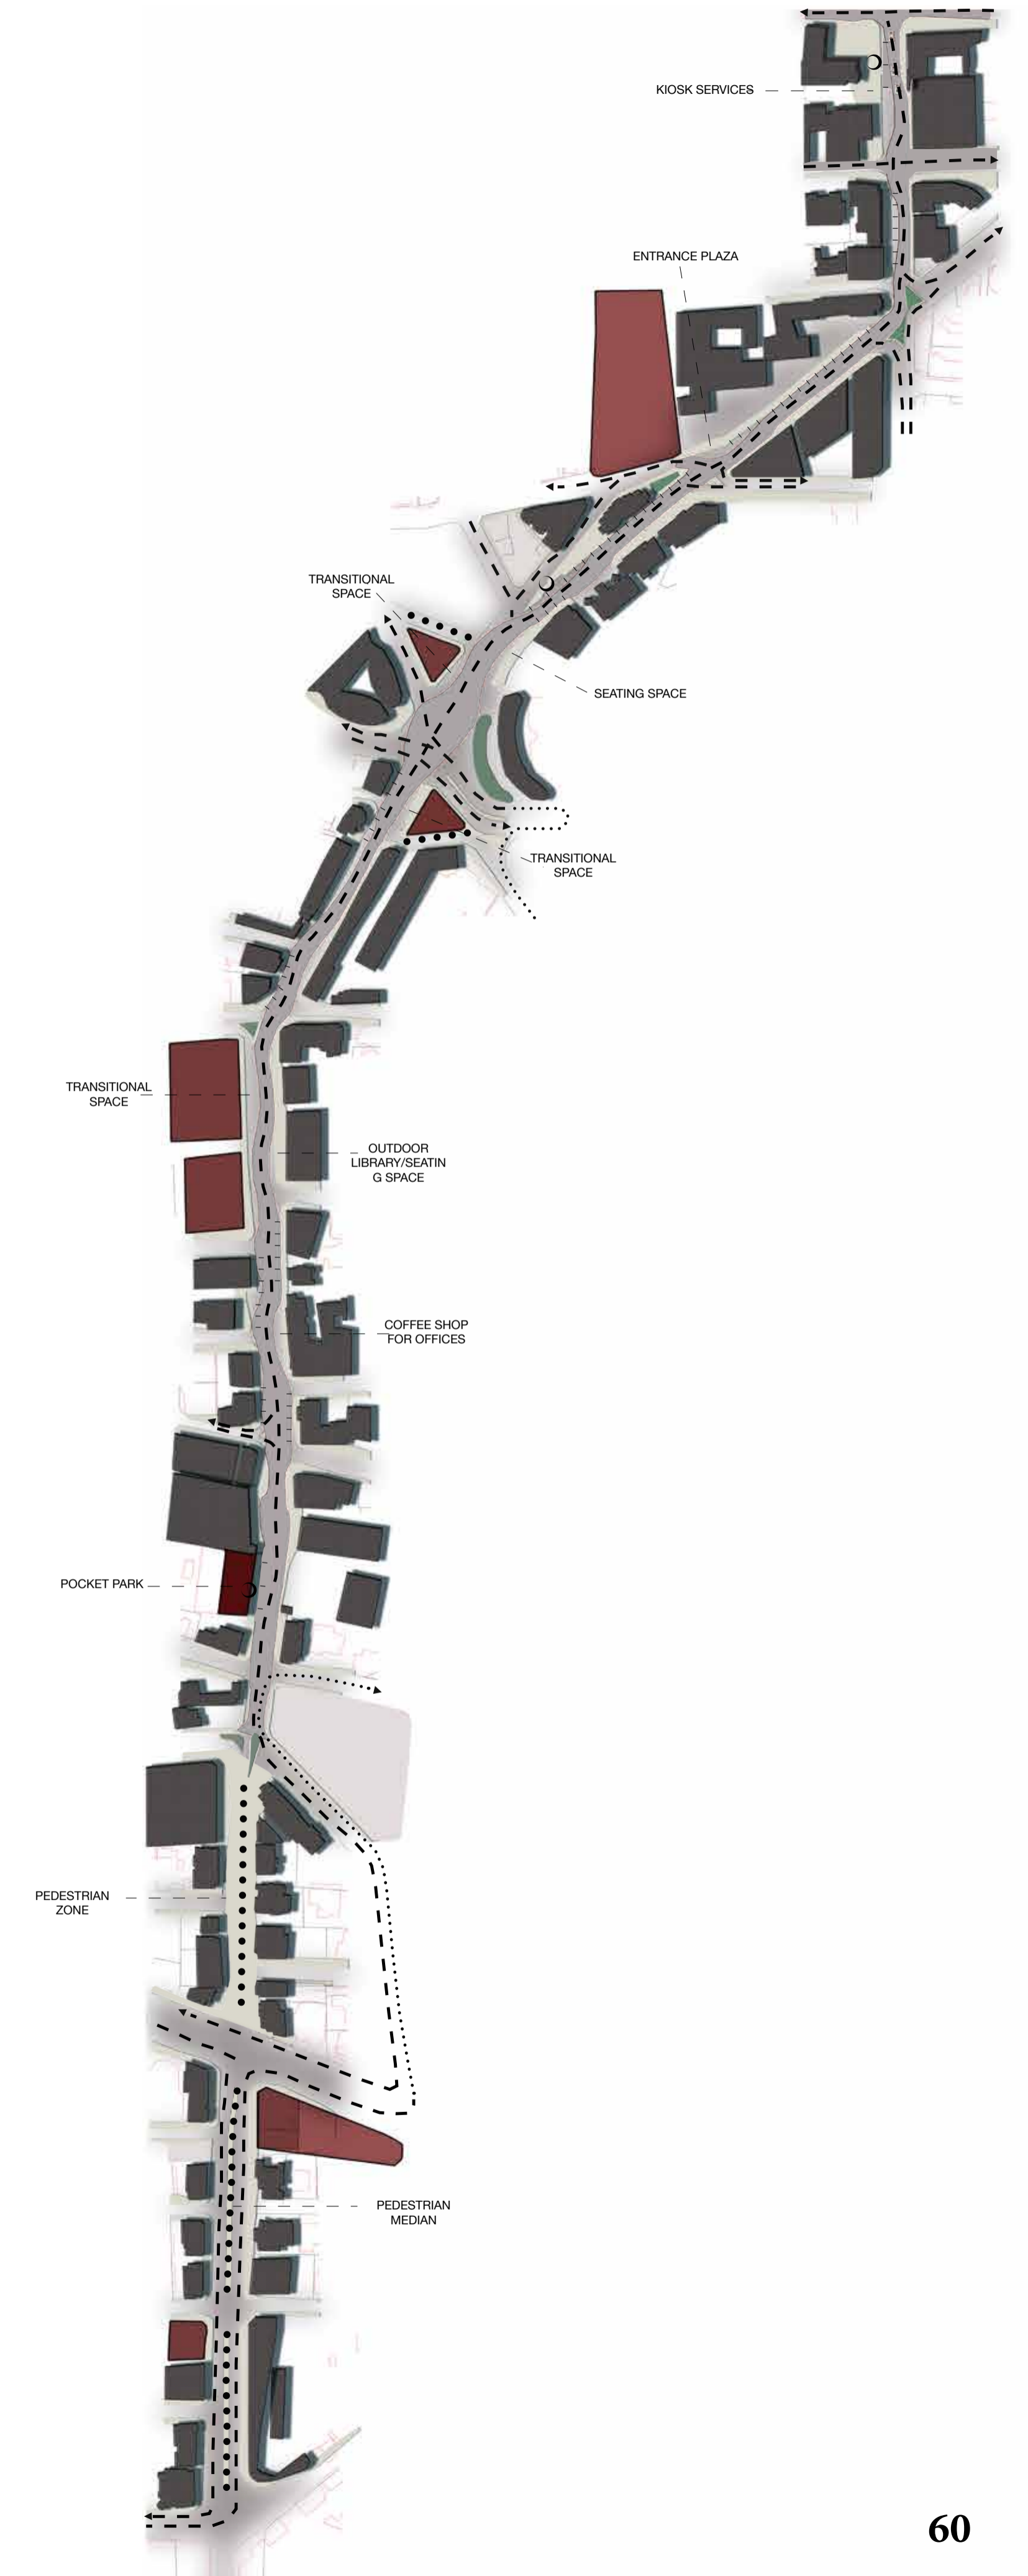 KIOSK SERVICES
ENTRANCE PLAZA
TRANSITIONAL
SPACE
SEATING SPACE
TRANSITIONAL
SPACE
TRANSITIONAL
SPACE
OUTDOOR
LIBRARY/SEATIN
G SPACE
COFFEE SHOP
FOR OFFICES
POCKET PARK
PEDESTRIAN
ZONE
PEDESTRIAN
MEDIAN
60